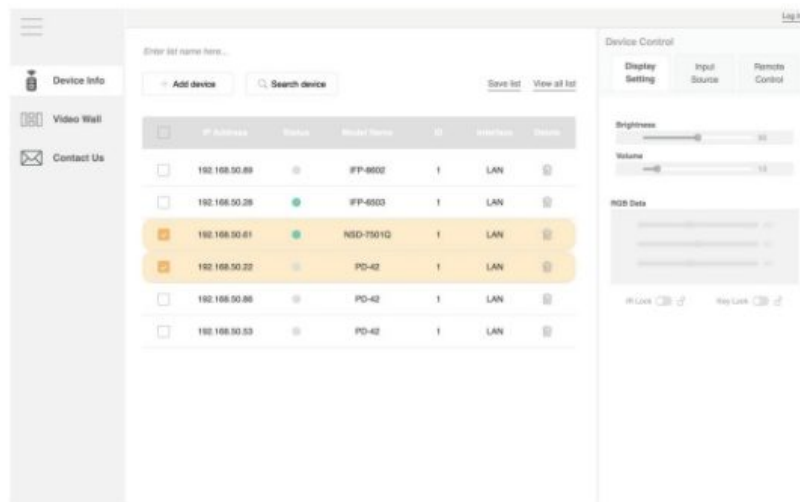 Log in
Device Info
Video Wall
Contact Us
Enter list name here...
+ Add device
Search device
Save list
View all list
IP Address Status Model Name ID Interface Delete
192.168.50.89 IFP-8602 1 LAN
192.168.50.28 IFP-6503 1 LAN
192.168.50.61 NSD-7501Q 1 LAN
192.168.50.22 PD-42 1 LAN
192.168.50.86 PD-42 1 LAN
192.168.50.53 PD-42 1 LAN
Device Control
Display Setting
Input Source
Remote Control
Brightness
Volume
RGB Data
IR Lock
Key Lock